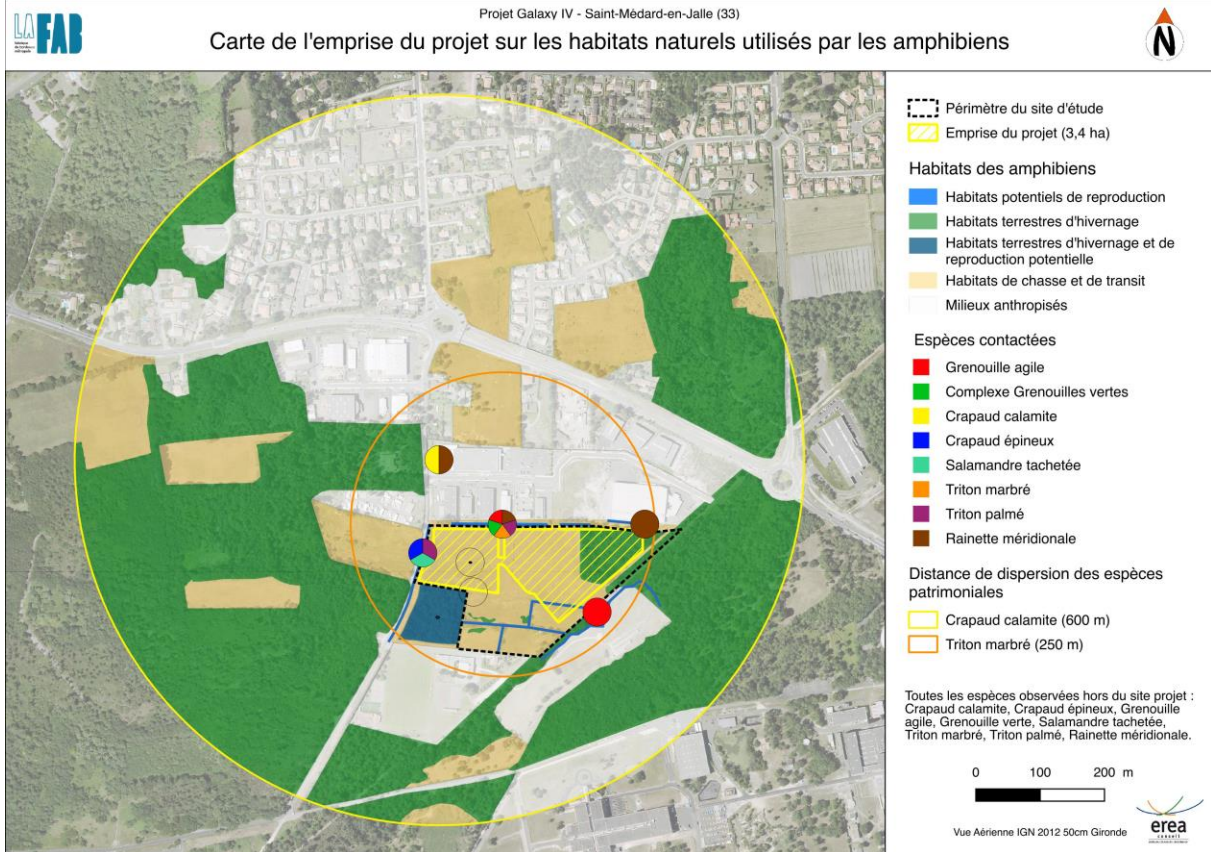 LA
FAB
Projet Galaxy IV - Saint-Médard-en-Jalle (33)
Carte de l'emprise du projet sur les habitats naturels utilisés par les amphibiens
N
Périmètre du site d'étude
Emprise du projet (3,4 ha)
Habitats des amphibiens
Habitats potentiels de reproduction
Habitats terrestres d'hivernage
Habitats terrestres d'hivernage et de
reproduction potentielle
Habitats de chasse et de transit
Milieux anthropisés
Espèces contactées
Grenouille agile
Complexe Grenouilles vertes
Crapaud calamite
Crapaud épineux
Salamandre tachetée
Triton marbré
Triton palmé
Rainette méridionale
Distance de dispersion des espèces
patrimoniales
Crapaud calamite (600 m)
Triton marbré (250 m)
Toutes les espèces observées hors du site projet :
Crapaud calamite, Crapaud épineux, Grenouille
agile, Grenouille verte, Salamandre tachetée,
Triton marbré, Triton palmé, Rainette méridionale.
0 100 200 m
Vue Aérienne IGN 2012 50cm Gironde
erea
conseil